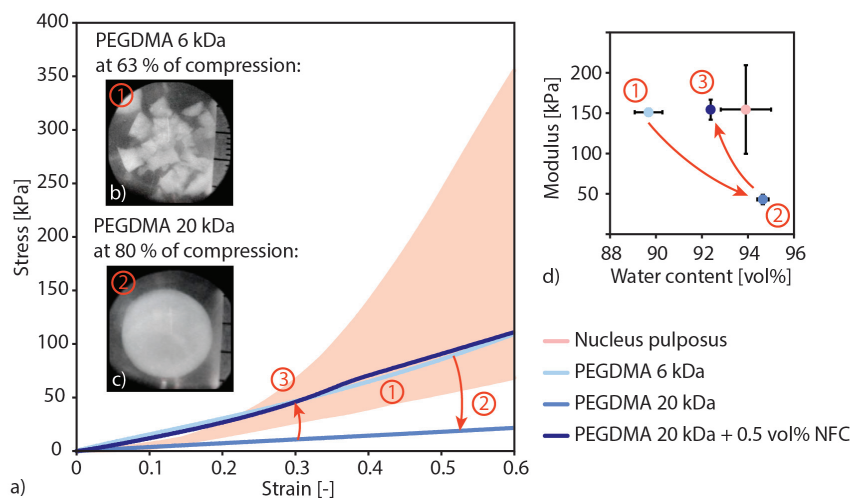 400
350
300
250
200
150
100
50
0
Stress [kPa]
PEGDMA 6 kDa
at 63 % of compression:
1
b)
PEGDMA 20 kDa
at 80 % of compression:
2
c)
3
1
2
0
0.1
0.2
0.3
0.4
0.5
0.6
Strain [-]
a)
200
150
100
50
Modulus [kPa]
1
3
2
88
90
92
94
96
Water content [vol%]
d)
Nucleus pulposus
PEGDMA 6 kDa
PEGDMA 20 kDa
PEGDMA 20 kDa + 0.5 vol% NFC